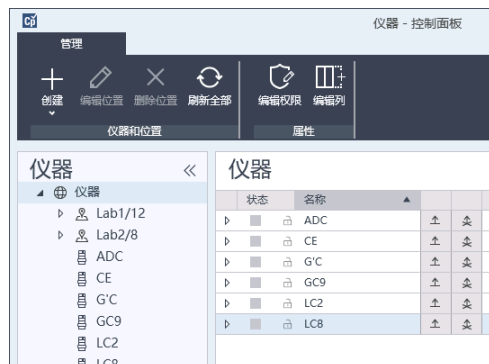 Cp
仪器 - 控制面板
管理
创建
编辑位置
删除位置
刷新全部
编辑权限
编辑列
仪器和位置
属性
仪器
仪器
Lab1/12
Lab2/8
ADC
CE
G'C
GC9
LC2
LC8
仪器
状态
名称
ADC
CE
G'C
GC9
LC2
LC8